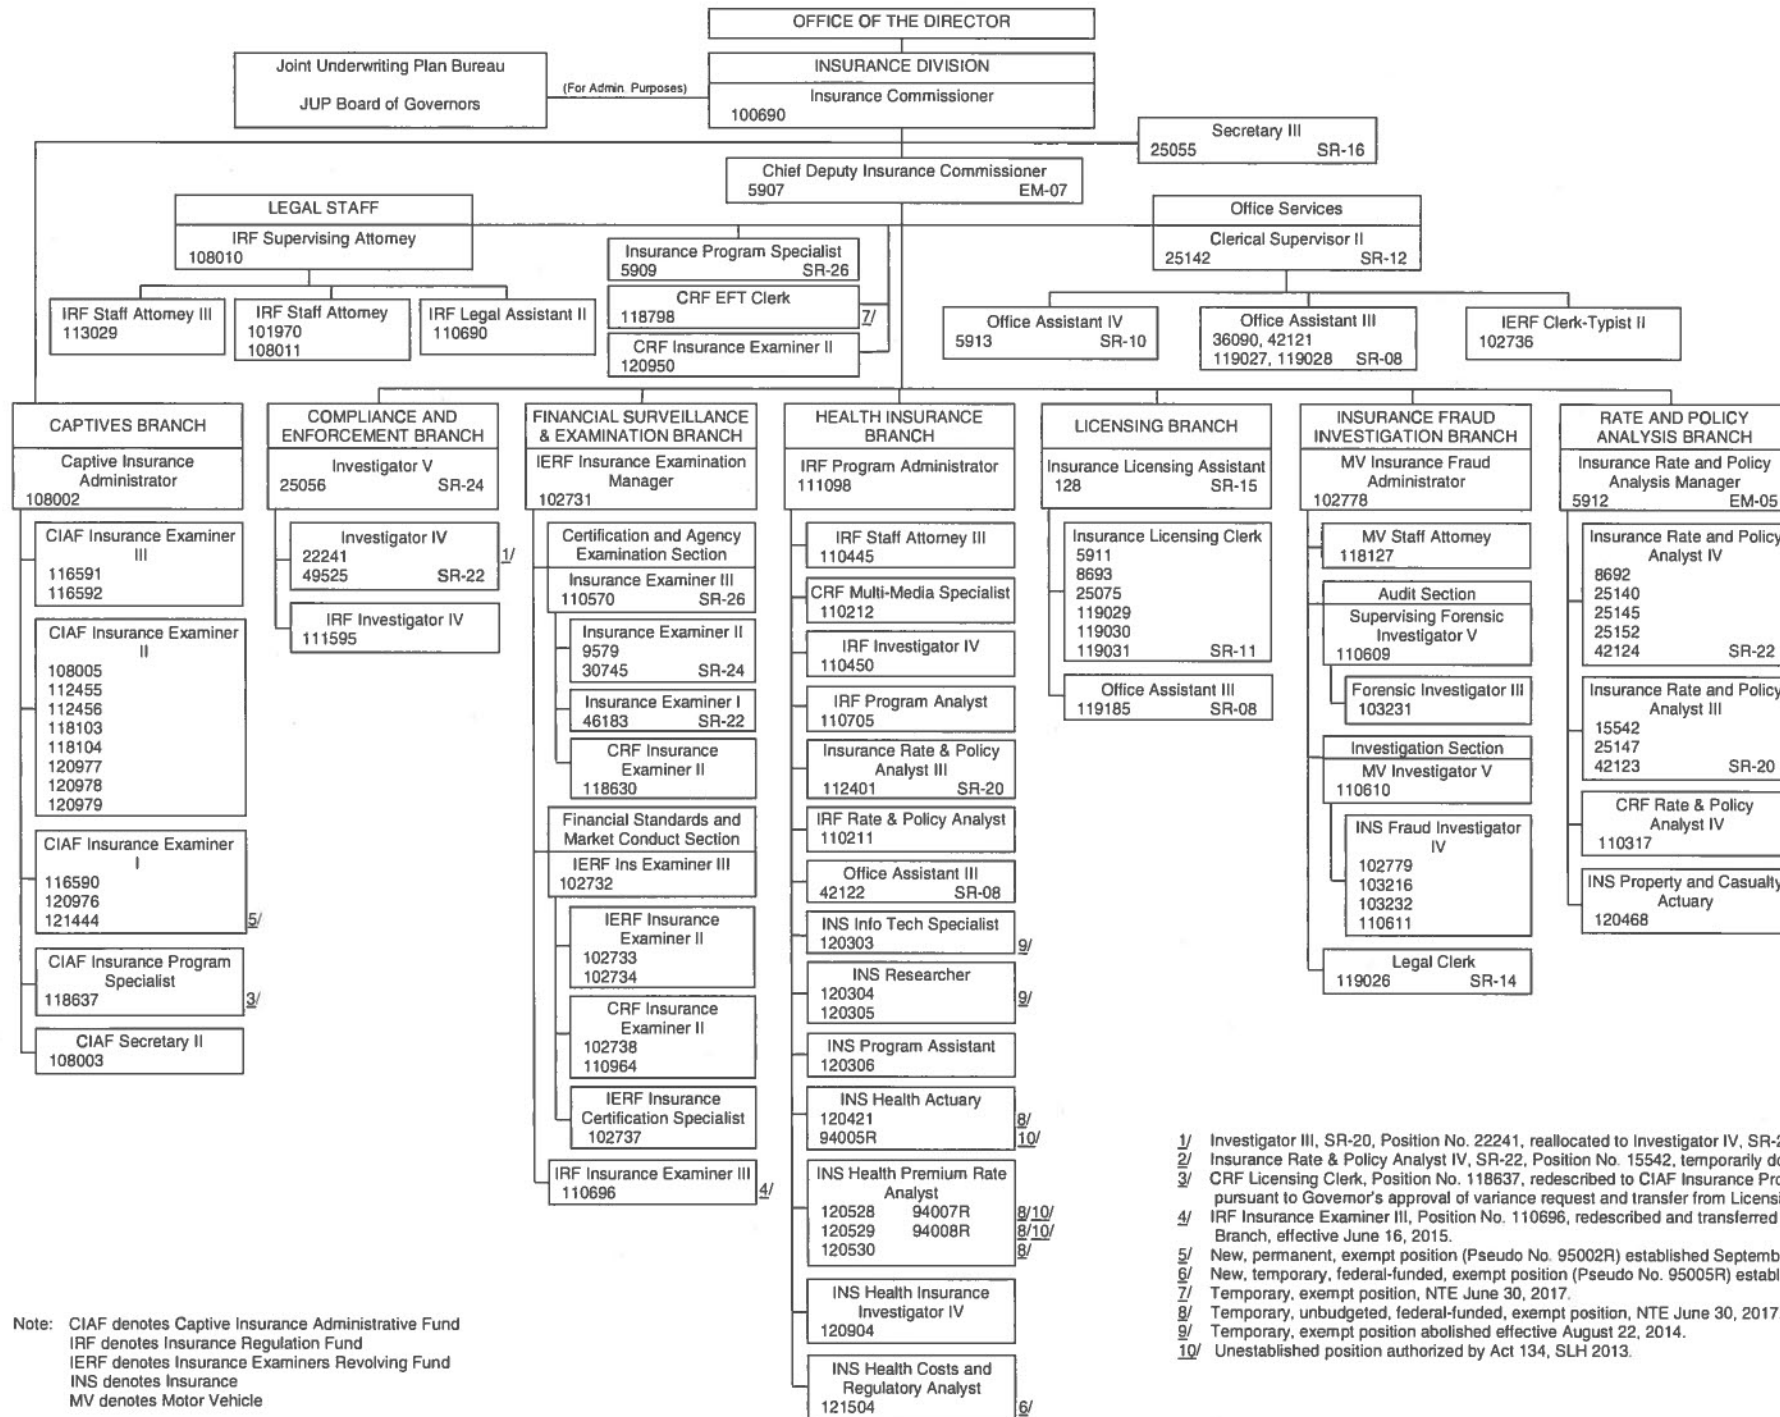 OFFICE OF THE DIRECTOR
Joint Underwriting Plan Bureau
JUP Board of Governors
(For Admin. Purposes)
INSURANCE DIVISION
Insurance Commissioner
100690
Secretary III
25055 SR-16
Chief Deputy Insurance Commissioner
5907 EM-07
LEGAL STAFF
IRF Supervising Attorney
108010
IRF Staff Attorney III
113029
IRF Staff Attorney
101970
108011
IRF Legal Assistant II
110690
Insurance Program Specialist
5909 SR-26
CRF EFT Clerk
118798
7/
CRF Insurance Examiner II
120950
Office Services
Clerical Supervisor II
25142 SR-12
Office Assistant IV
5913 SR-10
Office Assistant III
36090, 42121
119027, 119028 SR-08
IERF Clerk-Typist II
102736
CAPTIVES BRANCH
Captive Insurance
Administrator
108002
CIAF Insurance Examiner
III
116591
116592
CIAF Insurance Examiner
II
108005
112455
112456
118103
118104
120977
120978
120979
CIAF Insurance Examiner
I
116590
120976
121444 5/
CIAF Insurance Program
Specialist
118637 3/
CIAF Secretary II
108003
COMPLIANCE AND
ENFORCEMENT BRANCH
Investigator V
25056 SR-24
Investigator IV
22241 1/
49525 SR-22
IRF Investigator IV
111595
FINANCIAL SURVEILLANCE
& EXAMINATION BRANCH
IERF Insurance Examination
Manager
102731
Certification and Agency
Examination Section
Insurance Examiner III
110570 SR-26
Insurance Examiner II
9579
30745 SR-24
Insurance Examiner I
46183 SR-22
CRF Insurance
Examiner II
118630
Financial Standards and
Market Conduct Section
IERF Ins Examiner III
102732
IERF Insurance
Examiner II
102733
102734
CRF Insurance
Examiner II
102738
110964
IERF Insurance
Certification Specialist
102737
IRF Insurance Examiner III
110696 4/
HEALTH INSURANCE
BRANCH
IRF Program Administrator
111098
IRF Staff Attorney III
110445
CRF Multi-Media Specialist
110212
IRF Investigator IV
110450
IRF Program Analyst
110705
Insurance Rate & Policy
Analyst III
112401 SR-20
IRF Rate & Policy Analyst
110211
Office Assistant III
42122 SR-08
INS Info Tech Specialist
120303 9/
INS Researcher
120304 9/
120305
INS Program Assistant
120306
INS Health Actuary
120421 8/
94005R 10/
INS Health Premium Rate
Analyst
120528 94007R 8/10/
120529 94008R 8/10/
120530 8/
INS Health Insurance
Investigator IV
120904
INS Health Costs and
Regulatory Analyst
121504 6/
LICENSING BRANCH
Insurance Licensing Assistant
128 SR-15
Insurance Licensing Clerk
5911
8693
25075
119029
119030
119031 SR-11
Office Assistant III
119185 SR-08
INSURANCE FRAUD
INVESTIGATION BRANCH
MV Insurance Fraud
Administrator
102778
MV Staff Attorney
118127
Audit Section
Supervising Forensic
Investigator V
110609
Forensic Investigator III
103231
Investigation Section
MV Investigator V
110610
INS Fraud Investigator
IV
102779
103216
103232
110611
Legal Clerk
119026 SR-14
RATE AND POLICY
ANALYSIS BRANCH
Insurance Rate and Policy
Analysis Manager
5912 EM-05
Insurance Rate and Policy
Analyst IV
8692
25140
25145
25152
42124 SR-22
Insurance Rate and Policy
Analyst III
15542
25147
42123 SR-20
CRF Rate & Policy
Analyst IV
110317
INS Property and Casualty
Actuary
120468
1/ Investigator III, SR-20, Position No. 22241, reallocated to Investigator IV,
2/ Insurance Rate & Policy Analyst IV, SR-22, Position No. 15542, temporarily
3/ CRF Licensing Clerk, Position No. 118637, redescribed to CIAF Insurance
pursuant to Governor's approval of variance request and transfer from
4/ IRF Insurance Examiner III, Position No. 110696, redescribed and transferred
Branch, effective June 16, 2015.
5/ New, permanent, exempt position (Pseudo No. 95002R) established
6/ New, temporary, federal-funded, exempt position (Pseudo No. 95005R)
7/ Temporary, exempt position, NTE June 30, 2017.
8/ Temporary, unbudgeted, federal-funded, exempt position, NTE June 30, 2017.
9/ Temporary, exempt position abolished effective August 22, 2014.
10/ Unestablished position authorized by Act 134, SLH 2013.
Note: CIAF denotes Captive Insurance Administrative Fund
IRF denotes Insurance Regulation Fund
IERF denotes Insurance Examiners Revolving Fund
INS denotes Insurance
MV denotes Motor Vehicle